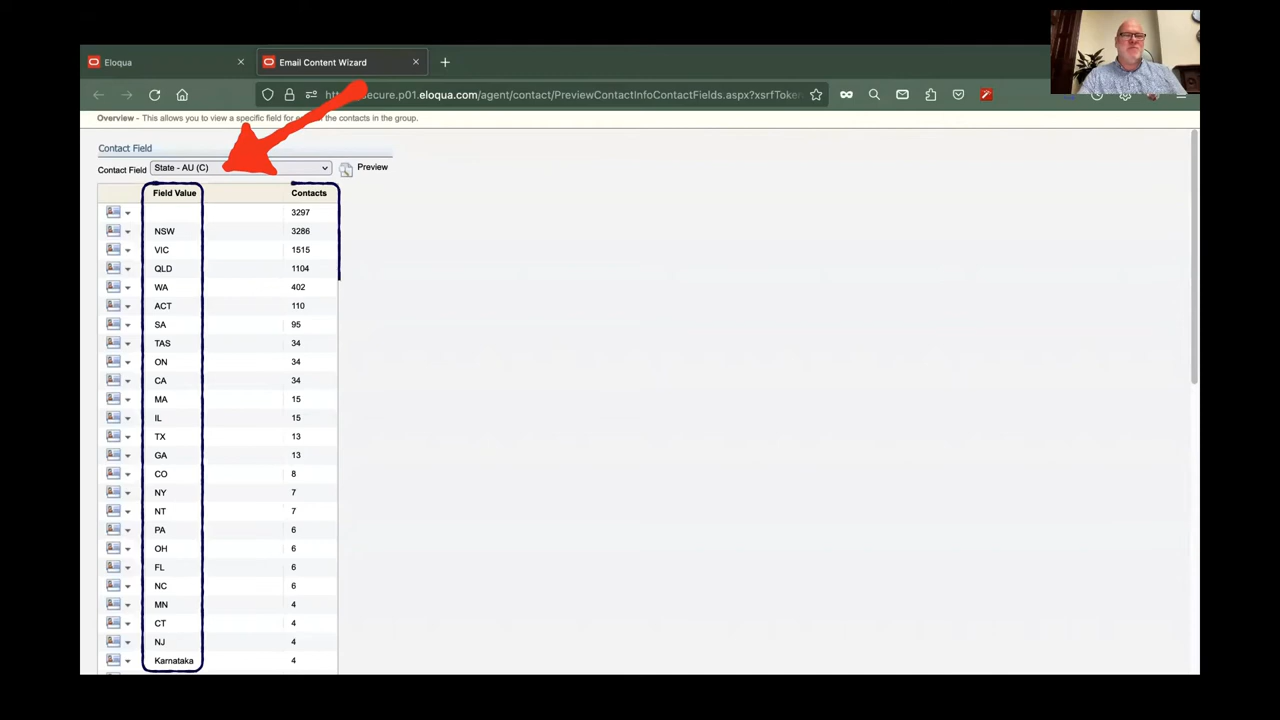 Eloqua
Email Content Wizard
secure.p01.eloqua.com/agent/contact/PreviewContactInfoContactFields.aspx?xsrfToken
Overview - This allows you to view a specific field for the contacts in the group.
Contact Field
Contact Field State - AU (C) Preview
Field Value Contacts
3297
NSW 3286
VIC 1515
QLD 1104
WA 402
ACT 110
SA 95
TAS 34
ON 34
CA 34
MA 15
IL 15
TX 13
GA 13
CO 8
NY 7
NT 7
PA 6
OH 6
FL 6
NC 6
MN 4
CT 4
NJ 4
Karnataka 4